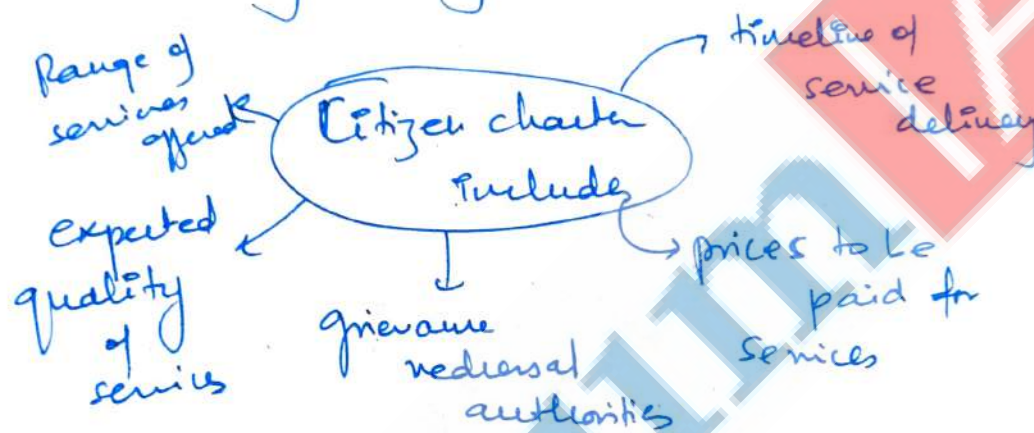 Range of
services
offered
Citizen charter
includes
timeline of
service
delivery
expected
quality
of
services
grievance
redressal
authorities
prices to be
paid for
services